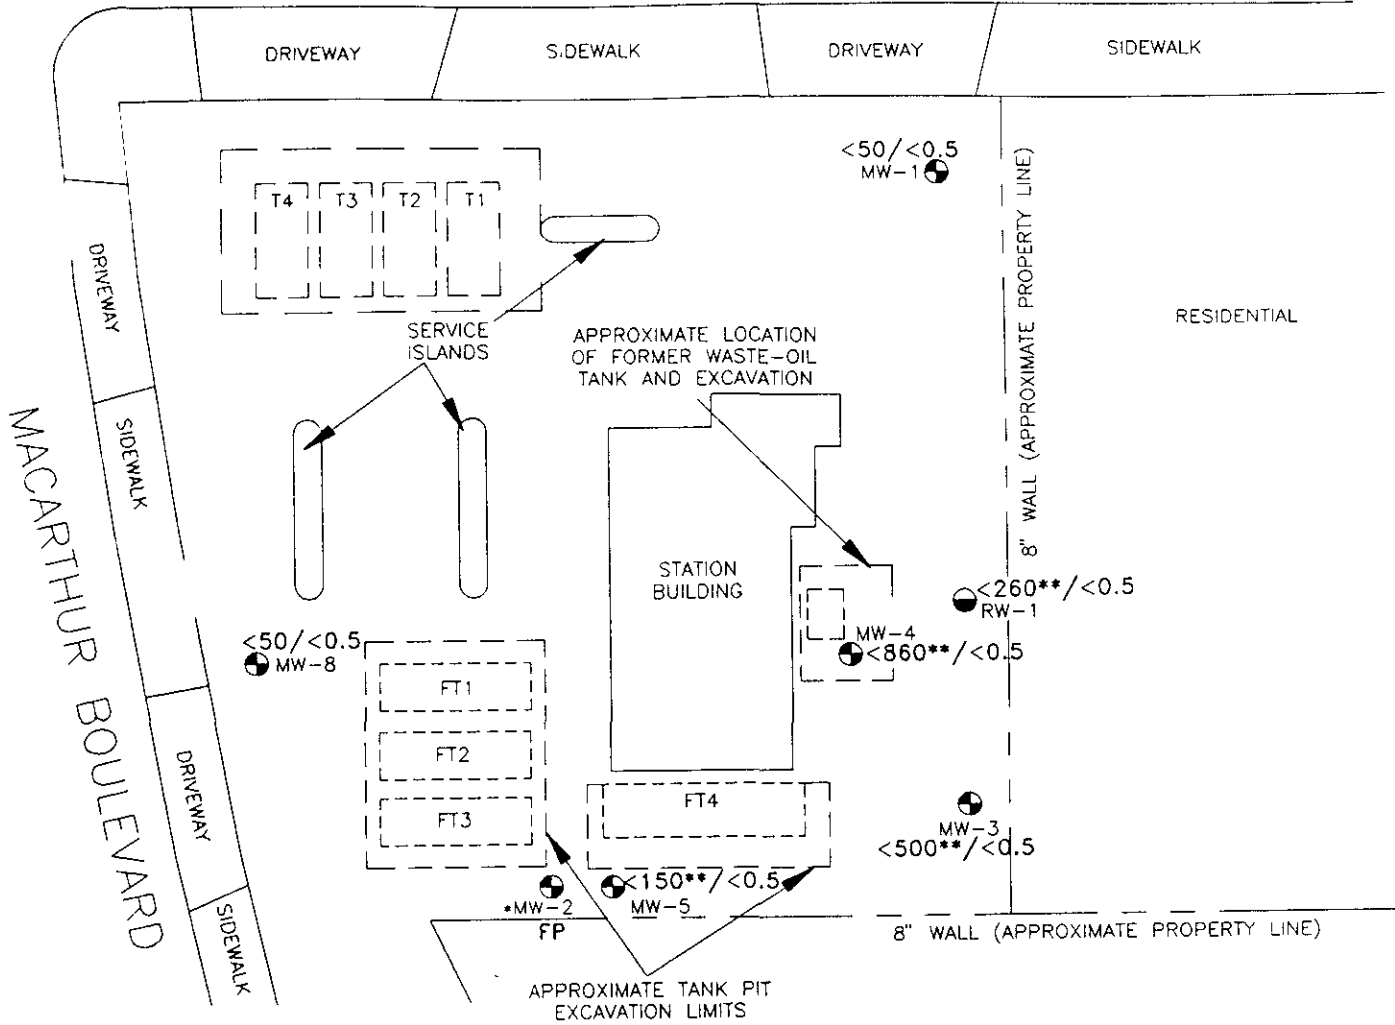 DRIVEWAY
S.DEWALK
DRIVEWAY
SIDEWALK
<50/<0.5
MW-1
T4
T3
T2
T1
8" WALL (APPROXIMATE PROPERTY LINE)
DRIVEWAY
RESIDENTIAL
SERVICE
ISLANDS
APPROXIMATE LOCATION
OF FORMER WASTE-OIL
TANK AND EXCAVATION
SIDEWALK
MACARTHUR BOULEVARD
STATION
BUILDING
<260**/<0.5
RW-1
MW-4
<860**/<0.5
<50/<0.5
MW-8
FT1
FT2
FT3
DRIVEWAY
FT4
MW-3
<500**/<0.5
<150**/<0.5
*MW-2
MW-5
FP
8" WALL (APPROXIMATE PROPERTY LINE)
SIDEWALK
APPROXIMATE TANK PIT
EXCAVATION LIMITS